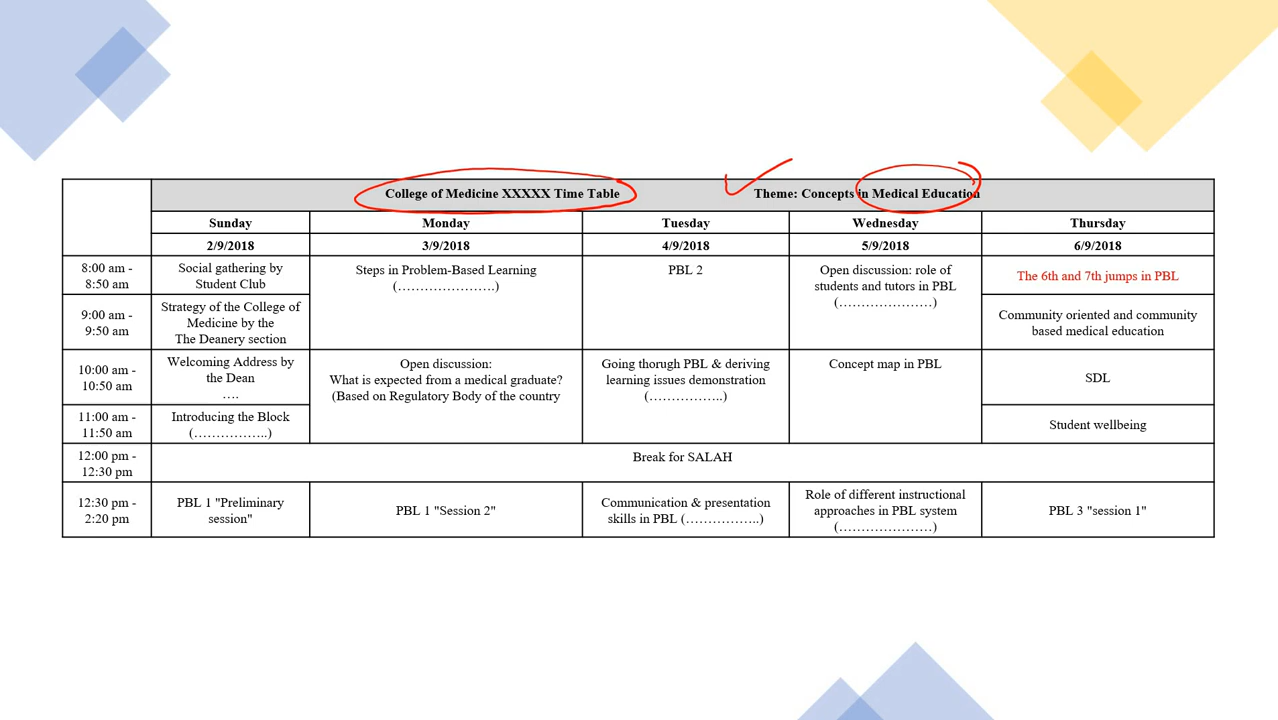 College of Medicine XXXXX Time Table Theme: Concepts in Medical Education
Sunday Monday Tuesday Wednesday Thursday
2/9/2018 3/9/2018 4/9/2018 5/9/2018 6/9/2018
8:00 am -
8:50 am
Social gathering by
Student Club
Steps in Problem-Based Learning
(………………….)
PBL 2
Open discussion: role of
students and tutors in PBL
(…………………)
The 6th and 7th jumps in PBL
9:00 am -
9:50 am
Strategy of the College of
Medicine by the
The Deanery section
Community oriented and community
based medical education
10:00 am -
10:50 am
Welcoming Address by
the Dean
….
Open discussion:
What is expected from a medical graduate?
(Based on Regulatory Body of the country
Going thorugh PBL & deriving
learning issues demonstration
(……………..)
Concept map in PBL
SDL
11:00 am -
11:50 am
Introducing the Block
(……………..)
Student wellbeing
12:00 pm -
12:30 pm
Break for SALAH
12:30 pm -
2:20 pm
PBL 1 "Preliminary
session"
PBL 1 "Session 2"
Communication & presentation
skills in PBL (……………..)
Role of different instructional
approaches in PBL system
(…………………)
PBL 3 "session 1"